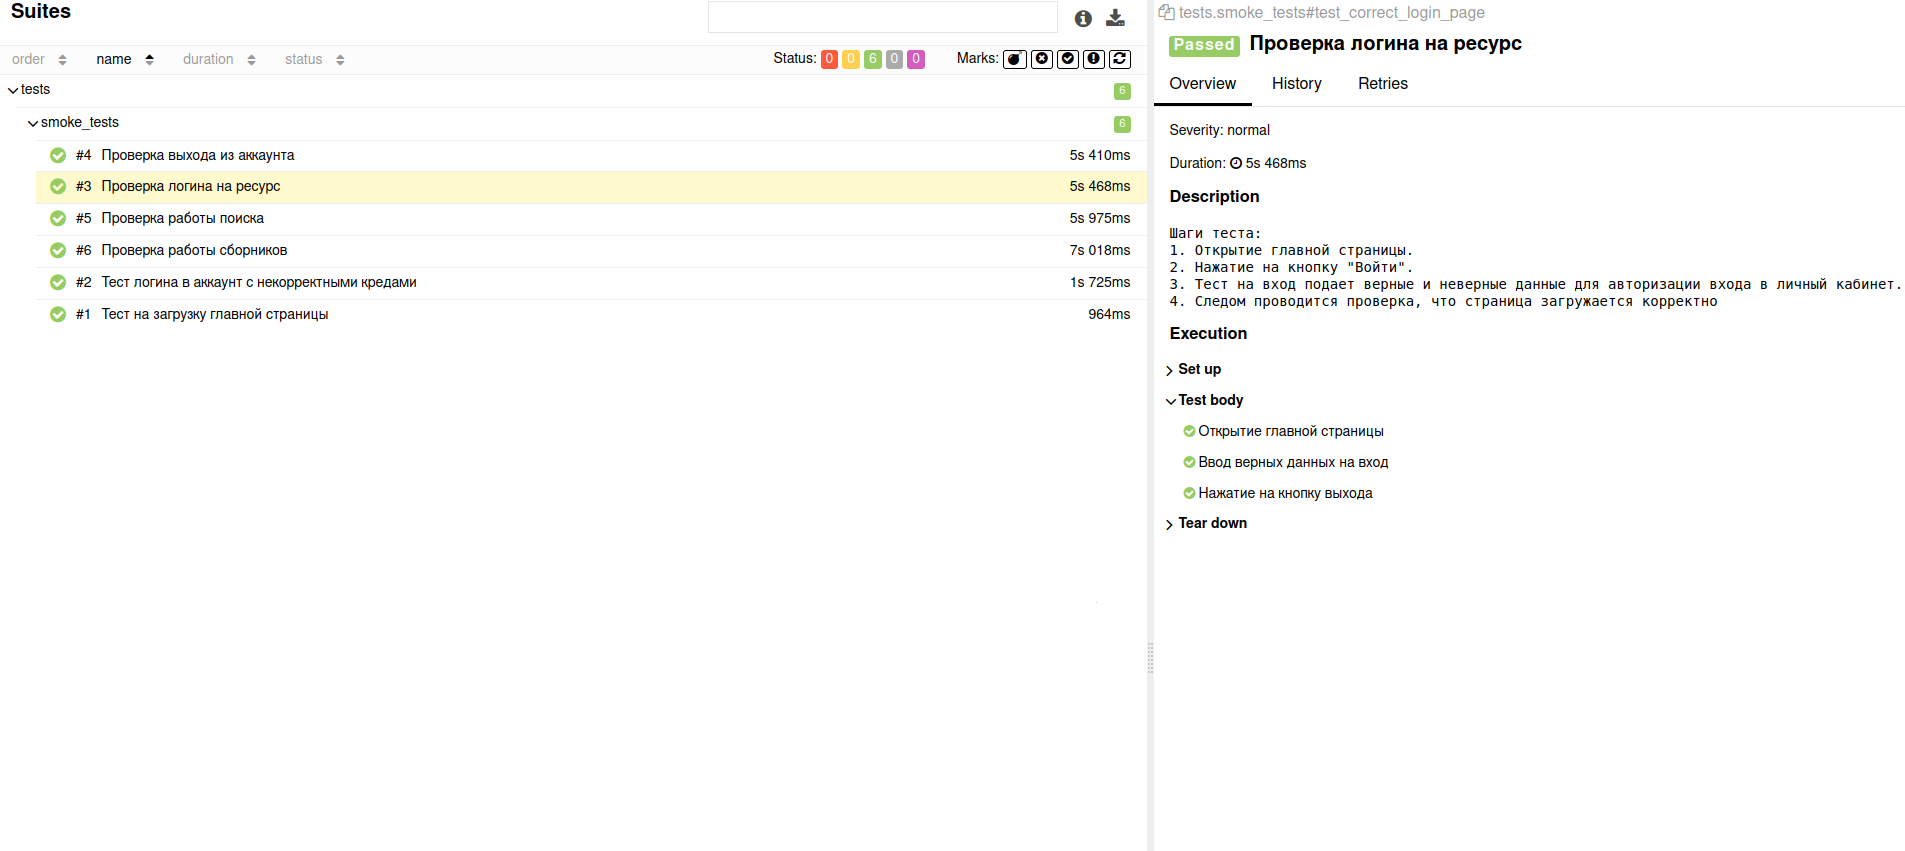 Suites
order name duration status Status: 0 0 6 0 0 Marks:
tests 6
smoke_tests 6
#4 Проверка выхода из аккаунта 5s 410ms
#3 Проверка логина на ресурс 5s 468ms
#5 Проверка работы поиска 5s 975ms
#6 Проверка работы сборников 7s 018ms
#2 Тест логина в аккаунт с некорректными кредами 1s 725ms
#1 Тест на загрузку главной страницы 964ms
tests.smoke_tests#test_correct_login_page
Passed Проверка логина на ресурс
Overview History Retries
Severity: normal
Duration: 5s 468ms
Description
Шаги теста:
1. Открытие главной страницы.
2. Нажатие на кнопку "Войти".
3. Тест на вход подает верные и неверные данные для авторизации входа в личный кабинет.
4. Следом проводится проверка, что страница загружается корректно
Execution
Set up
Test body
Открытие главной страницы
Ввод верных данных на вход
Нажатие на кнопку выхода
Tear down